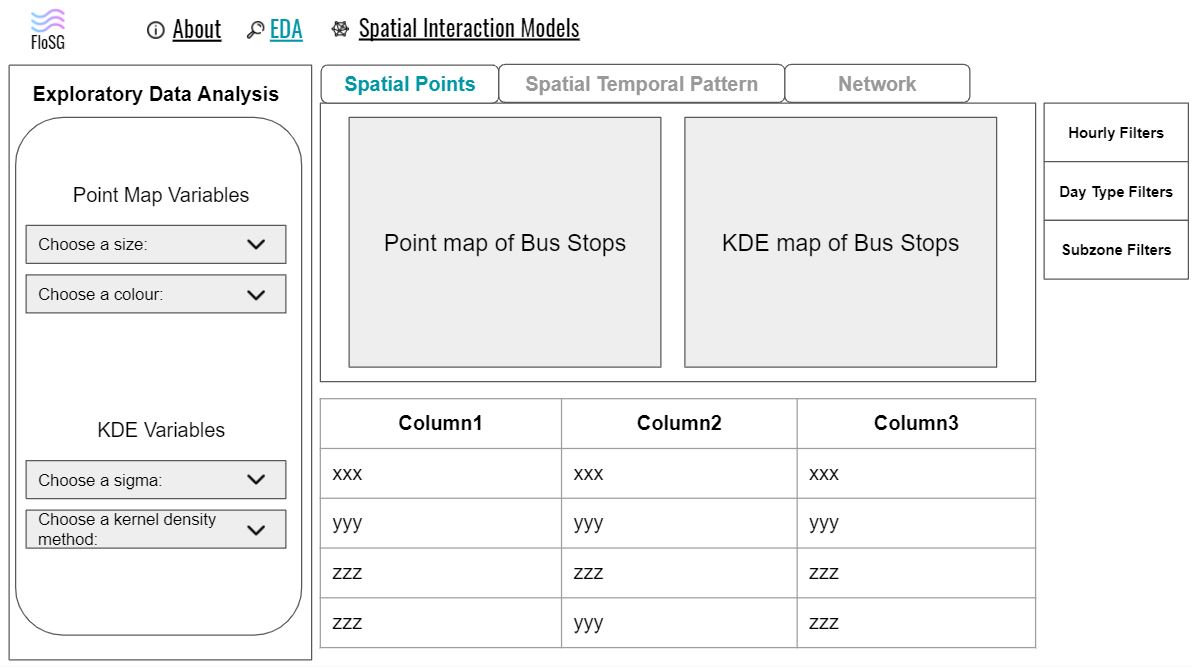 FloSG
About
EDA
Spatial Interaction Models
Exploratory Data Analysis
Point Map Variables
Choose a size:
Choose a colour:
KDE Variables
Choose a sigma:
Choose a kernel density
method:
Spatial Points
Spatial Temporal Pattern
Network
Point map of Bus Stops
KDE map of Bus Stops
Hourly Filters
Day Type Filters
Subzone Filters
Column1 Column2 Column3
xxx xxx xxx
yyy yyy yyy
zzz zzz zzz
zzz yyy zzz